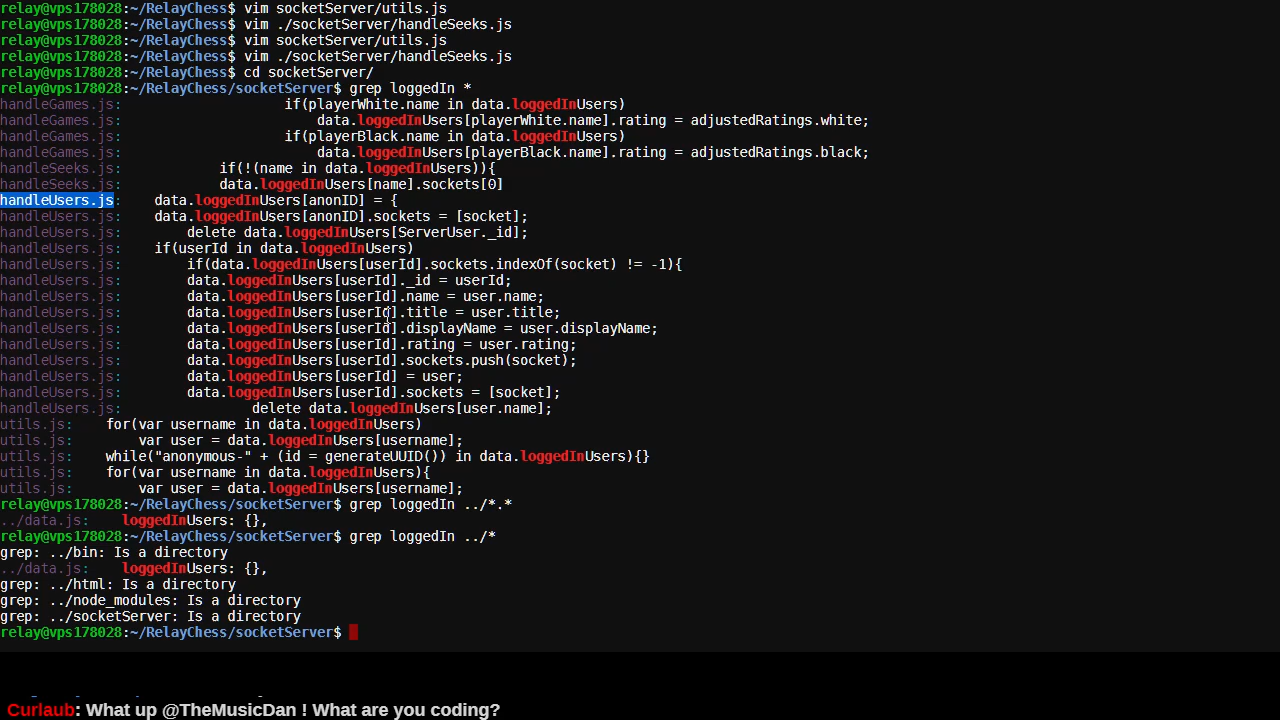 relay@vps178028:~/RelayChess$ vim socketServer/utils.js
relay@vps178028:~/RelayChess$ vim ./socketServer/handleSeeks.js
relay@vps178028:~/RelayChess$ vim socketServer/utils.js
relay@vps178028:~/RelayChess$ vim ./socketServer/handleSeeks.js
relay@vps178028:~/RelayChess$ cd socketServer/
relay@vps178028:~/RelayChess/socketServer$ grep loggedIn *
handleGames.js:                    if(playerWhite.name in data.loggedInUsers)
handleGames.js:                        data.loggedInUsers[playerWhite.name].rating = adjustedRatings.white;
handleGames.js:                    if(playerBlack.name in data.loggedInUsers)
handleGames.js:                        data.loggedInUsers[playerBlack.name].rating = adjustedRatings.black;
handleSeeks.js:            if(!(name in data.loggedInUsers)){
handleSeeks.js:            data.loggedInUsers[name].sockets[0]
handleUsers.js:    data.loggedInUsers[anonID] = {
handleUsers.js:    data.loggedInUsers[anonID].sockets = [socket];
handleUsers.js:        delete data.loggedInUsers[ServerUser._id];
handleUsers.js:    if(userId in data.loggedInUsers)
handleUsers.js:        if(data.loggedInUsers[userId].sockets.indexOf(socket) != -1){
handleUsers.js:        data.loggedInUsers[userId]._id = userId;
handleUsers.js:        data.loggedInUsers[userId].name = user.name;
handleUsers.js:        data.loggedInUsers[userId].title = user.title;
handleUsers.js:        data.loggedInUsers[userId].displayName = user.displayName;
handleUsers.js:        data.loggedInUsers[userId].rating = user.rating;
handleUsers.js:        data.loggedInUsers[userId].sockets.push(socket);
handleUsers.js:        data.loggedInUsers[userId] = user;
handleUsers.js:        data.loggedInUsers[userId].sockets = [socket];
handleUsers.js:                delete data.loggedInUsers[user.name];
utils.js:    for(var username in data.loggedInUsers)
utils.js:        var user = data.loggedInUsers[username];
utils.js:    while("anonymous-" + (id = generateUUID()) in data.loggedInUsers){}
utils.js:    for(var username in data.loggedInUsers){
utils.js:        var user = data.loggedInUsers[username];
relay@vps178028:~/RelayChess/socketServer$ grep loggedIn ../*.*
../data.js:    loggedInUsers: {},
relay@vps178028:~/RelayChess/socketServer$ grep loggedIn ../*
grep: ../bin: Is a directory
../data.js:    loggedInUsers: {},
grep: ../html: Is a directory
grep: ../node_modules: Is a directory
grep: ../socketServer: Is a directory
relay@vps178028:~/RelayChess/socketServer$
Curlaub: What up @TheMusicDan ! What are you coding?